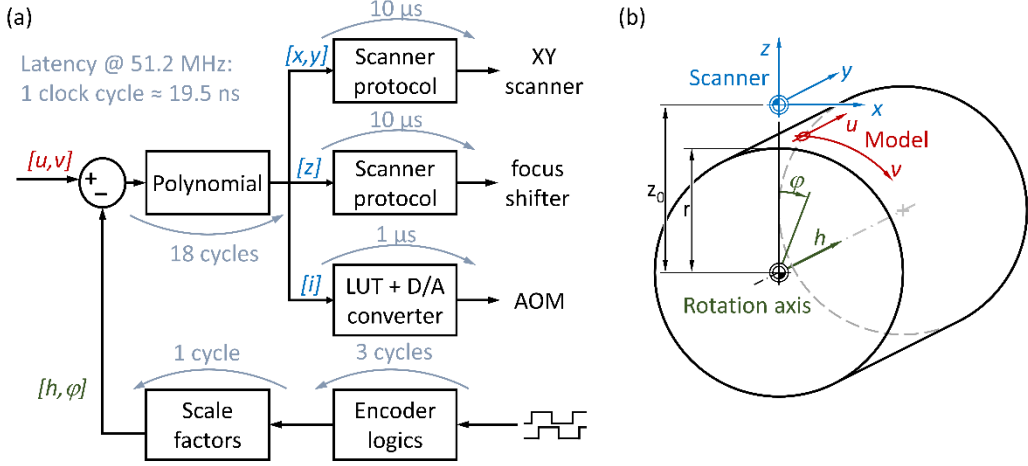 (a)
Latency @ 51.2 MHz:
1 clock cycle ≈ 19.5 ns
[u,v]
+
−
Polynomial
18 cycles
[x,y]
10 µs
Scanner
protocol
XY
scanner
[z]
10 µs
Scanner
protocol
focus
shifter
[i]
1 µs
LUT + D/A
converter
AOM
[h,φ]
1 cycle
Scale
factors
3 cycles
Encoder
logics
(b)
z
Scanner
y
x
u
Model
v
z0
r
φ
h
Rotation axis